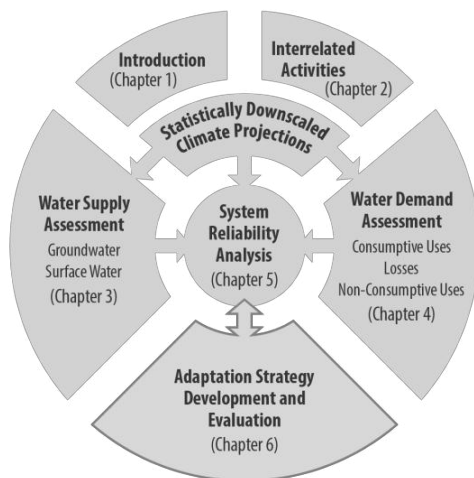 Introduction
(Chapter 1)
Interrelated
Activities
(Chapter 2)
Statistically Downscaled
Climate Projections
Water Supply
Assessment
Groundwater
Surface Water
(Chapter 3)
System
Reliability
Analysis
(Chapter 5)
Water Demand
Assessment
Consumptive Uses
Losses
Non-Consumptive Uses
(Chapter 4)
Adaptation Strategy
Development and
Evaluation
(Chapter 6)